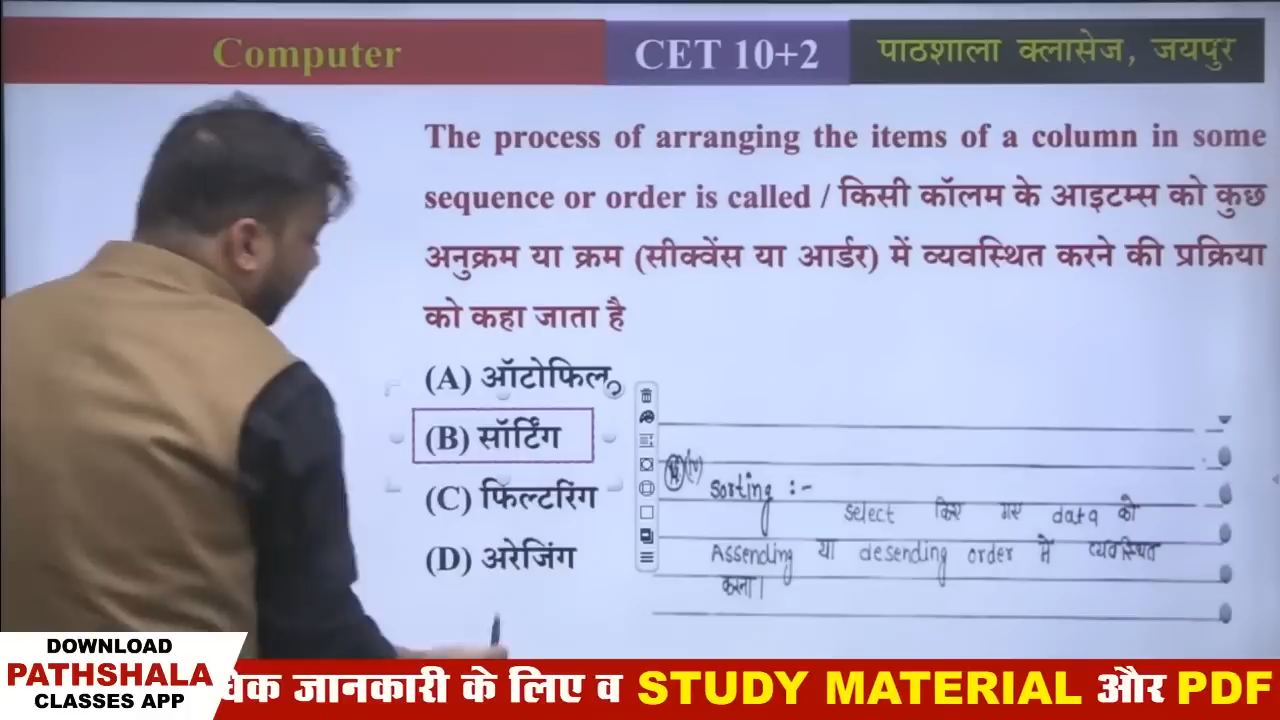 Computer
CET 10+2
पाठशाला क्लासेज, जयपुर
The process of arranging the items of a column in some
sequence or order is called / किसी कॉलम के आइटम्स को कुछ
अनुक्रम या क्रम (सीक्वेंस या आर्डर) में व्यवस्थित करने की प्रक्रिया
को कहा जाता है
(A) ऑटोफिल
(B) सॉर्टिंग
(C) फिल्टरिंग
(D) अरेजिंग
(iv)
Sorting :-
Select किए गए data को
Assending या desending order में व्यवस्थित
करना।
DOWNLOAD
PATHSHALA
CLASSES APP
जानकारी के लिए व STUDY MATERIAL और PDF